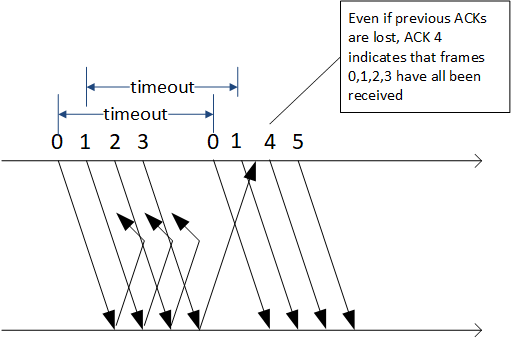 Even if previous ACKs
are lost, ACK 4
indicates that frames
0,1,2,3 have all been
received
timeout
timeout
0 1 2 3 0 1 4 5